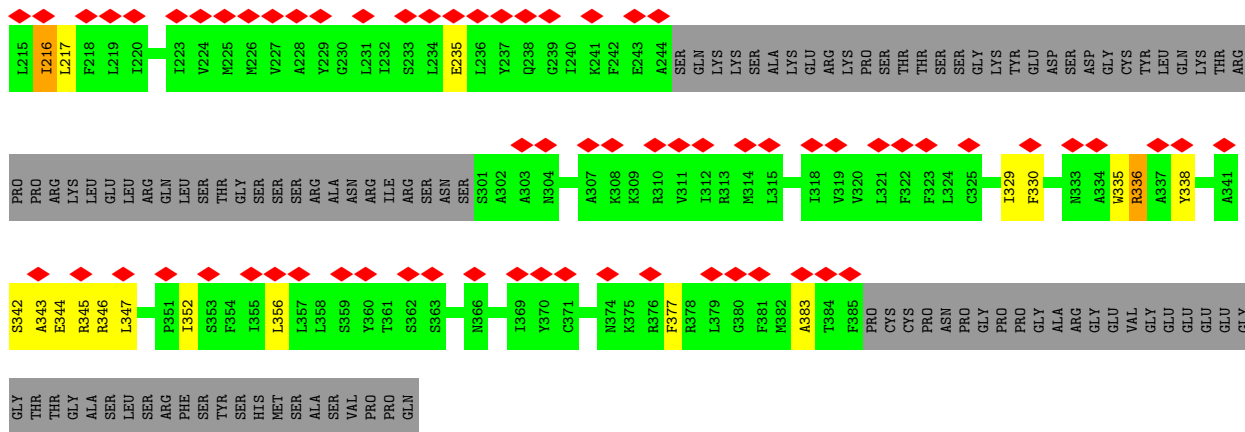 L215 I216 L217 F218 L219 I220 I223 V224 M225 M226 V227 A228 Y229 G230 L231 I232 S233 L234 E235 L236 Y237 Q238 G239 I240 K241 F242 E243 A244 SER GLN LYS LYS SER ALA LYS GLU ARG LYS PRO SER THR THR SER SER GLY LYS TYR GLU ASP SER ASP GLY CYS TYR LEU GLN LYS THR ARG
PRO PRO ARG LYS LEU GLU LEU ARG GLN LEU SER THR GLY SER SER SER ARG ALA ASN ARG ILE ARG SER ASN SER S301 A302 A303 N304 A307 K308 K309 R310 V311 I312 R313 M314 L315 I318 V319 V320 L321 F322 F323 L324 C325 I329 F330 N333 A334 W335 R336 A337 Y338 A341
S342 A343 E344 R345 R346 L347 P351 I352 S353 F354 I355 L356 L357 L358 S359 Y360 T361 S362 S363 N366 I369 Y370 C371 N374 K375 R376 F377 R378 L379 G380 F381 M382 A383 T384 F385 PRO CYS CYS PRO ASN PRO GLY PRO PRO GLY ALA ARG GLY GLU VAL GLY GLU GLU GLU GLU GLY
GLY THR THR GLY ALA SER LEU SER ARG PHE SER TYR SER HIS MET SER ALA SER VAL PRO PRO GLN